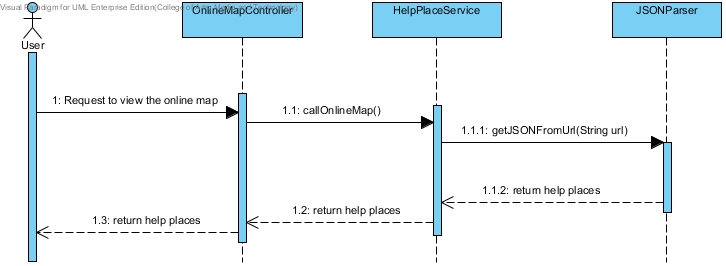 Visual Paradigm for UML Enterprise Edition(College of
OnlineMapController
HelpPlaceService
JSONParser
User
1: Request to view the online map
1.1: callOnlineMap()
1.1.1: getJSONFromUrl(String url)
1.1.2: return help places
1.2: return help places
1.3: return help places